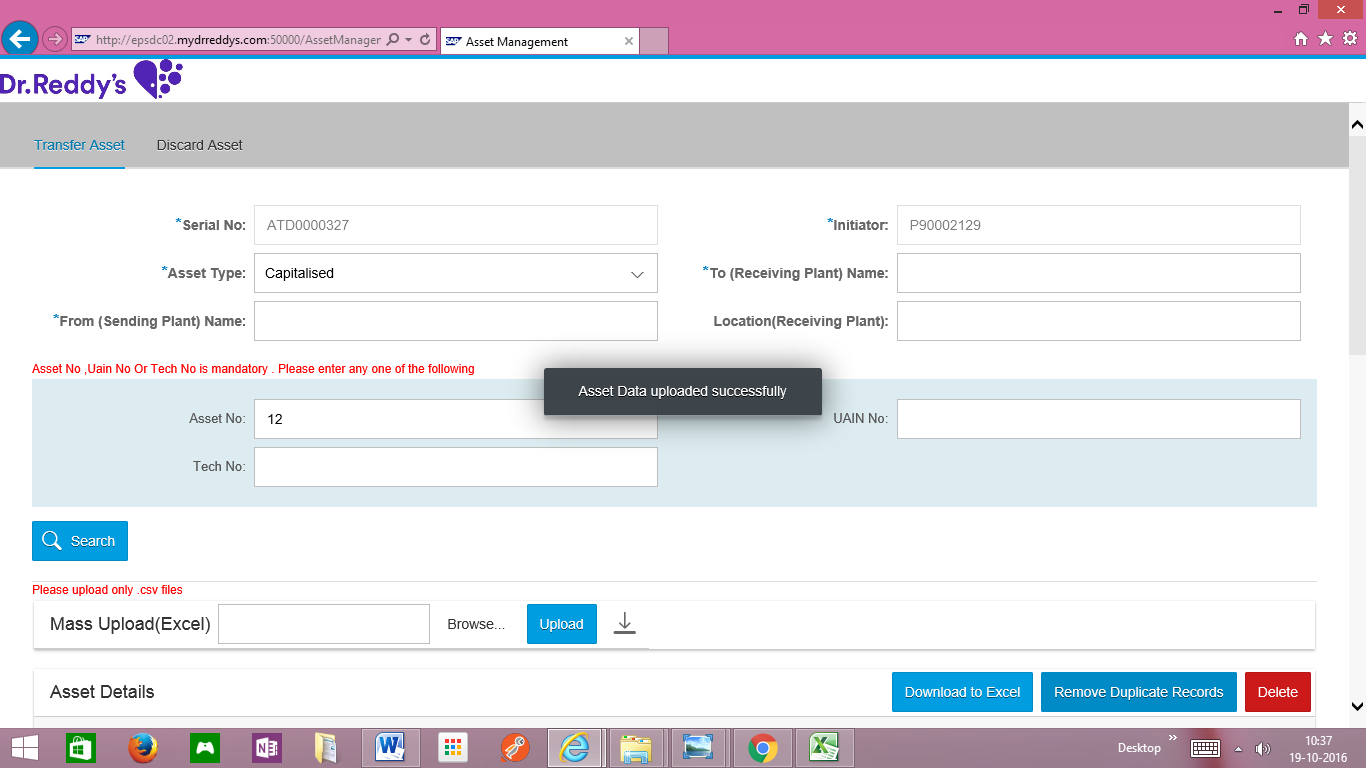 http://epsdc02.mydrreddys.com:50000/AssetManager
Asset Management
Dr.Reddy's
Transfer Asset
Discard Asset
*Serial No: ATD0000327
*Initiator: P90002129
*Asset Type: Capitalised
*To (Receiving Plant) Name:
*From (Sending Plant) Name:
Location(Receiving Plant):
Asset No ,Uain No Or Tech No is mandatory . Please enter any one of the following
Asset Data uploaded successfully
Asset No: 12
UAIN No:
Tech No:
Search
Please upload only .csv files
Mass Upload(Excel)
Browse...
Upload
Asset Details
Download to Excel
Remove Duplicate Records
Delete
Desktop
10:37
19-10-2016